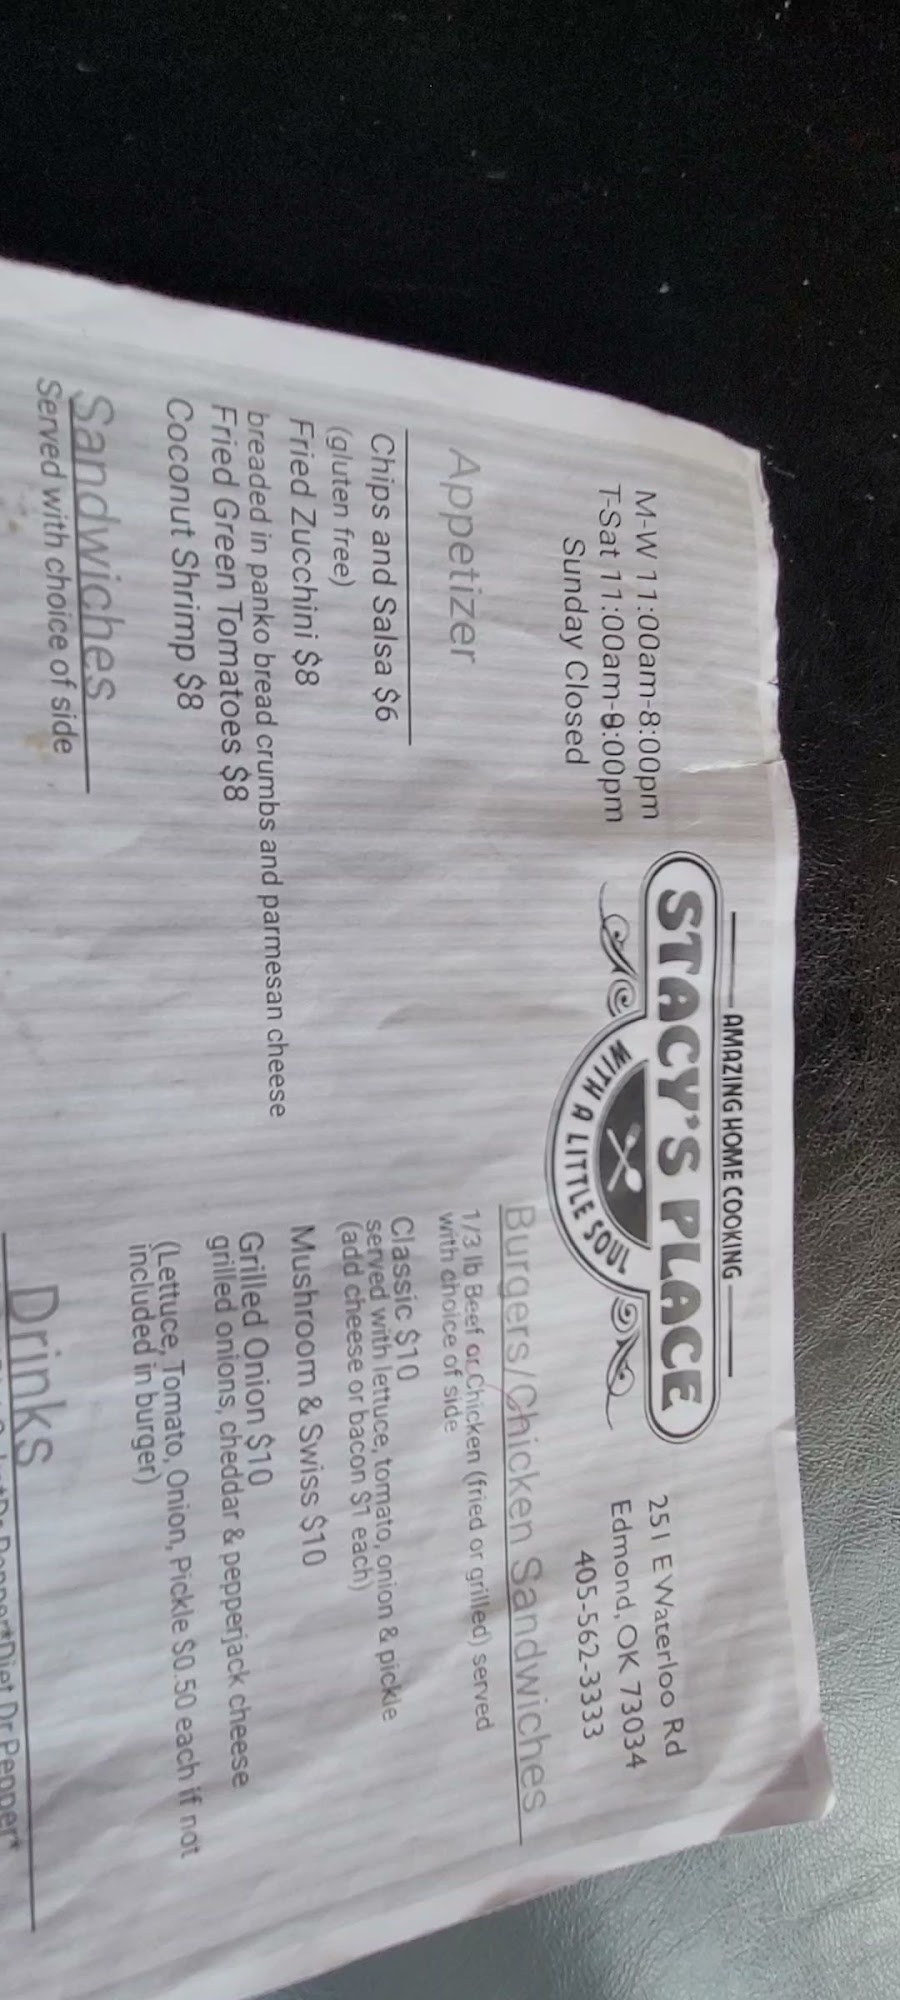 AMAZING HOME COOKING
STACY'S PLACE
WITH A LITTLE SOUL
M-W 11:00am-8:00pm
T-Sat 11:00am-9:00pm
Sunday Closed
251 E Waterloo Rd
Edmond, OK 73034
405-562-3333
Appetizer
Chips and Salsa $6
(gluten free)
Fried Zucchini $8
breaded in panko bread crumbs and parmesan cheese
Fried Green Tomatoes $8
Coconut Shrimp $8
Sandwiches
Served with choice of side
Burgers/Chicken Sandwiches
1/3 lb Beef or Chicken (fried or grilled) served
with choice of side
Classic $10
served with lettuce, tomato, onion & pickle
(add cheese or bacon $1 each)
Mushroom & Swiss $10
Grilled Onion $10
grilled onions, cheddar & pepperjack cheese
(Lettuce, Tomato, Onion, Pickle $0.50 each if not
included in burger)
Drinks
Pepper*Diet Dr Pepper*